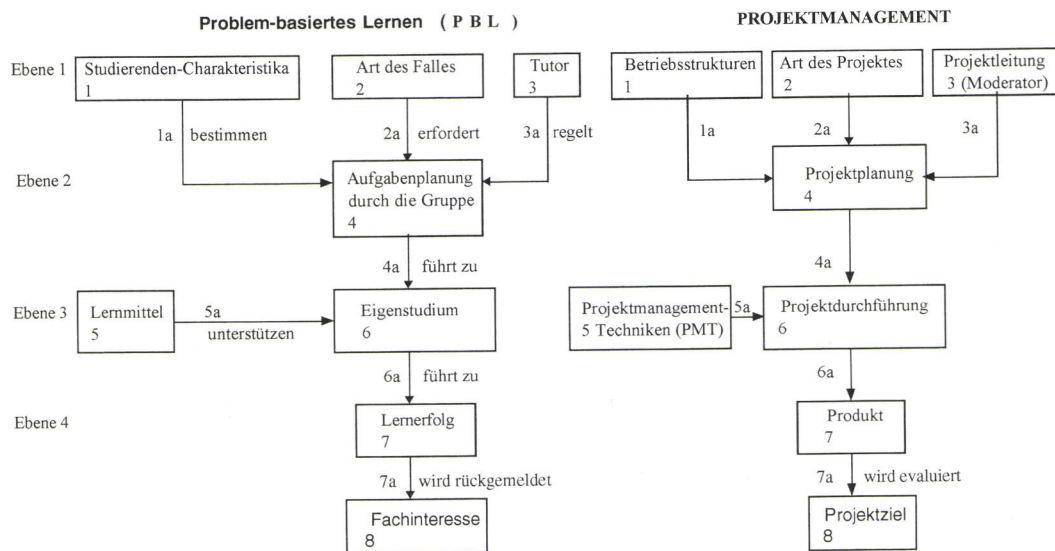 Problem-basiertes Lernen ( P B L )
PROJEKTMANAGEMENT
Ebene 1
Studierenden-Charakteristika
1
Art des Falles
2
Tutor
3
Betriebsstrukturen
1
Art des Projektes
2
Projektleitung
3 (Moderator)
1a bestimmen
2a erfordert
3a regelt
1a
2a
3a
Ebene 2
Aufgabenplanung
durch die Gruppe
4
Projektplanung
4
4a führt zu
4a
Ebene 3
Lernmittel
5
5a
unterstützen
Eigenstudium
6
Projektmanagement-
5 Techniken (PMT)
5a
Projektdurchführung
6
6a führt zu
6a
Ebene 4
Lernerfolg
7
Produkt
7
7a wird rückgemeldet
7a wird evaluiert
Fachinteresse
8
Projektziel
8